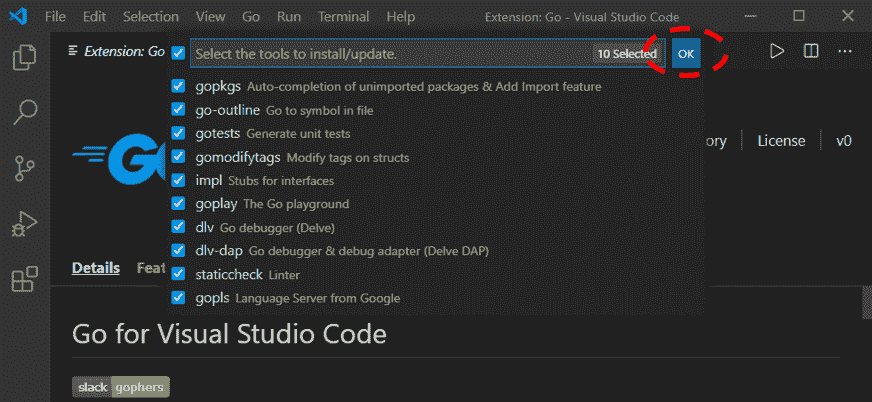 File Edit Selection View Go Run Terminal Help Extension: Go - Visual Studio Code
Extension: Go
Select the tools to install/update. 10 Selected OK
gopkgs Auto-completion of unimported packages & Add Import feature
go-outline Go to symbol in file
gotests Generate unit tests
gomodifytags Modify tags on structs
impl Stubs for interfaces
goplay The Go playground
dlv Go debugger (Delve)
dlv-dap Go debugger & debug adapter (Delve DAP)
staticcheck Linter
gopls Language Server from Google
GO
ory License v0
Details Feat
Go for Visual Studio Code
slack gophers